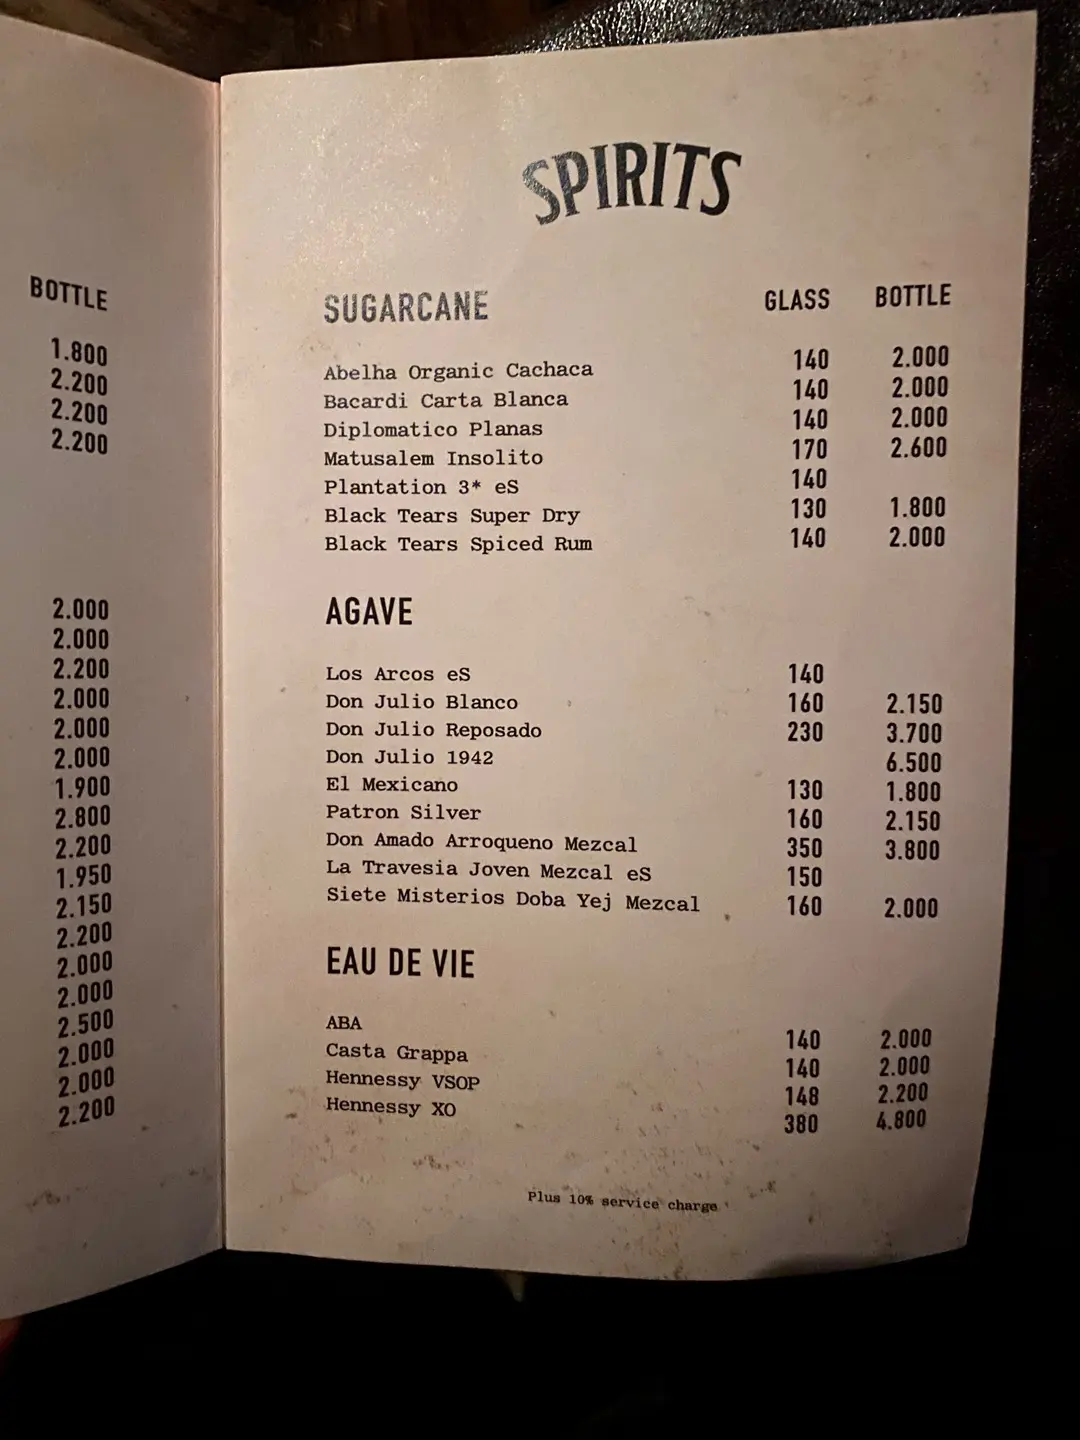 BOTTLE
1.800
2.200
2.200
2.200
2.000
2.000
2.200
2.000
2.000
2.000
1.900
2.800
2.200
1.950
2.150
2.200
2.000
2.000
2.500
2.000
2.000
2.200
SPIRITS
SUGARCANE GLASS BOTTLE
Abelha Organic Cachaca 140 2.000
Bacardi Carta Blanca 140 2.000
Diplomatico Planas 140 2.000
Matusalem Insolito 170 2.600
Plantation 3* eS 140
Black Tears Super Dry 130 1.800
Black Tears Spiced Rum 140 2.000
AGAVE
Los Arcos eS 140
Don Julio Blanco 160 2.150
Don Julio Reposado 230 3.700
Don Julio 1942 6.500
El Mexicano 130 1.800
Patron Silver 160 2.150
Don Amado Arroqueno Mezcal 350 3.800
La Travesia Joven Mezcal eS 150
Siete Misterios Doba Yej Mezcal 160 2.000
EAU DE VIE
ABA 140 2.000
Casta Grappa 140 2.000
Hennessy VSOP 148 2.200
Hennessy XO 380 4.800
Plus 10% service charge